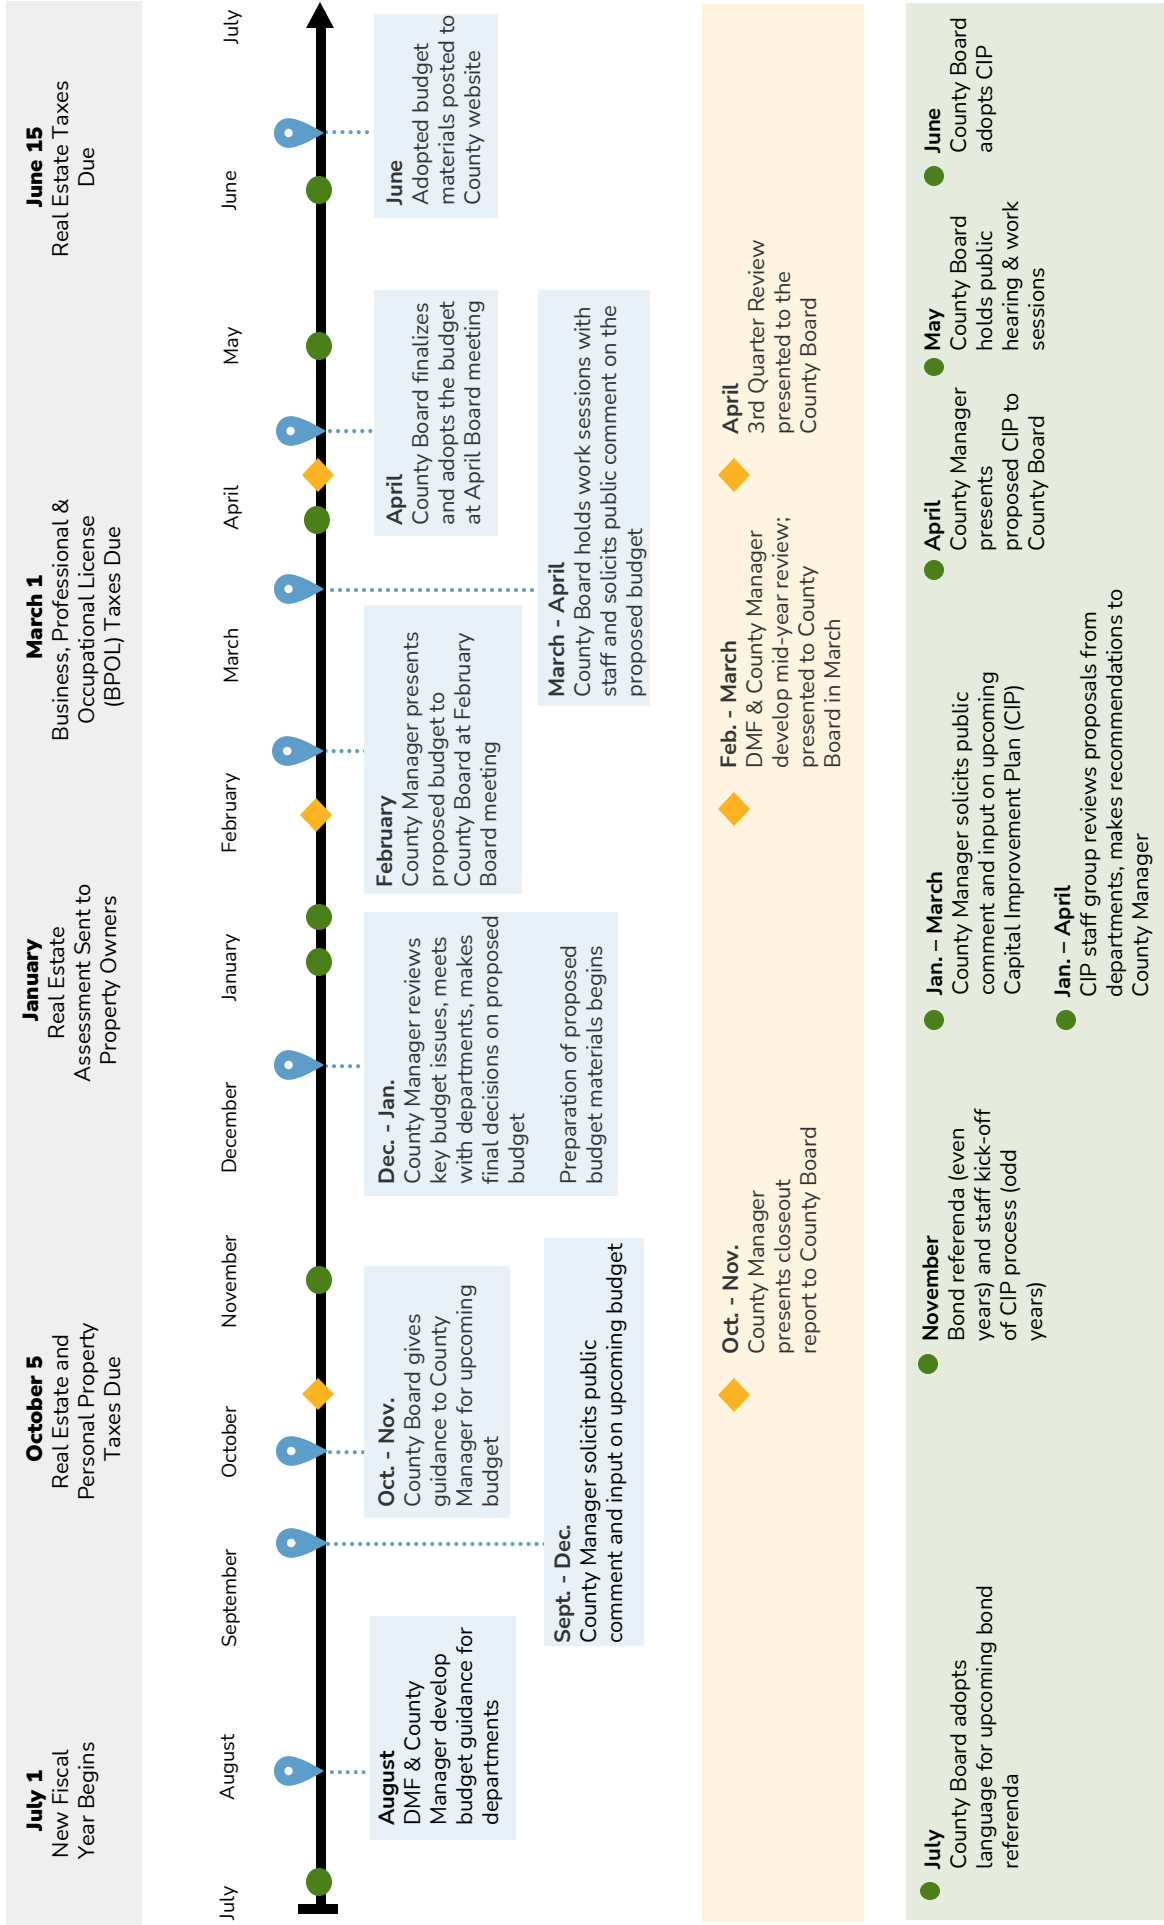 July 1
New Fiscal
Year Begins
October 5
Real Estate and
Personal Property
Taxes Due
January
Real Estate
Assessment Sent to
Property Owners
March 1
Business, Professional &
Occupational License
(BPOL) Taxes Due
June 15
Real Estate Taxes
Due
July
August
September
October
November
December
January
February
March
April
May
June
July
August
DMF & County
Manager develop
budget guidance for
departments
Sept. - Dec.
County Manager solicits public
comment and input on upcoming budget
Oct. - Nov.
County Board gives
guidance to County
Manager for upcoming
budget
Dec. - Jan.
County Manager reviews
key budget issues, meets
with departments, makes
final decisions on proposed
budget
Preparation of proposed
budget materials begins
February
County Manager presents
proposed budget to
County Board at February
Board meeting
March - April
County Board holds work sessions with
staff and solicits public comment on the
proposed budget
April
County Board finalizes
and adopts the budget
at April Board meeting
June
Adopted budget
materials posted to
County website
Oct. - Nov.
County Manager
presents closeout
report to County Board
Feb. - March
DMF & County Manager
develop mid-year review;
presented to County
Board in March
April
3rd Quarter Review
presented to the
County Board
July
County Board adopts
language for upcoming bond
referenda
November
Bond referenda (even
years) and staff kick-off
of CIP process (odd
years)
Jan. – March
County Manager solicits public
comment and input on upcoming
Capital Improvement Plan (CIP)
Jan. – April
CIP staff group reviews proposals from
departments, makes recommendations to
County Manager
April
County Manager
presents
proposed CIP to
County Board
May
County Board
holds public
hearing & work
sessions
June
County Board
adopts CIP